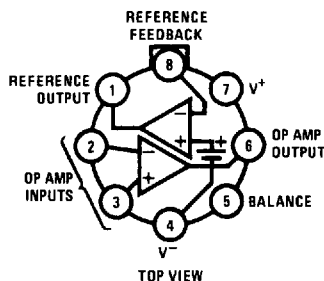 REFERENCE
FEEDBACK
8
REFERENCE
OUTPUT
1
7
V⁺
2
−
+
−
+
+
6
OP AMP
OUTPUT
OP AMP
INPUTS
3
4
5
BALANCE
V⁻
TOP VIEW